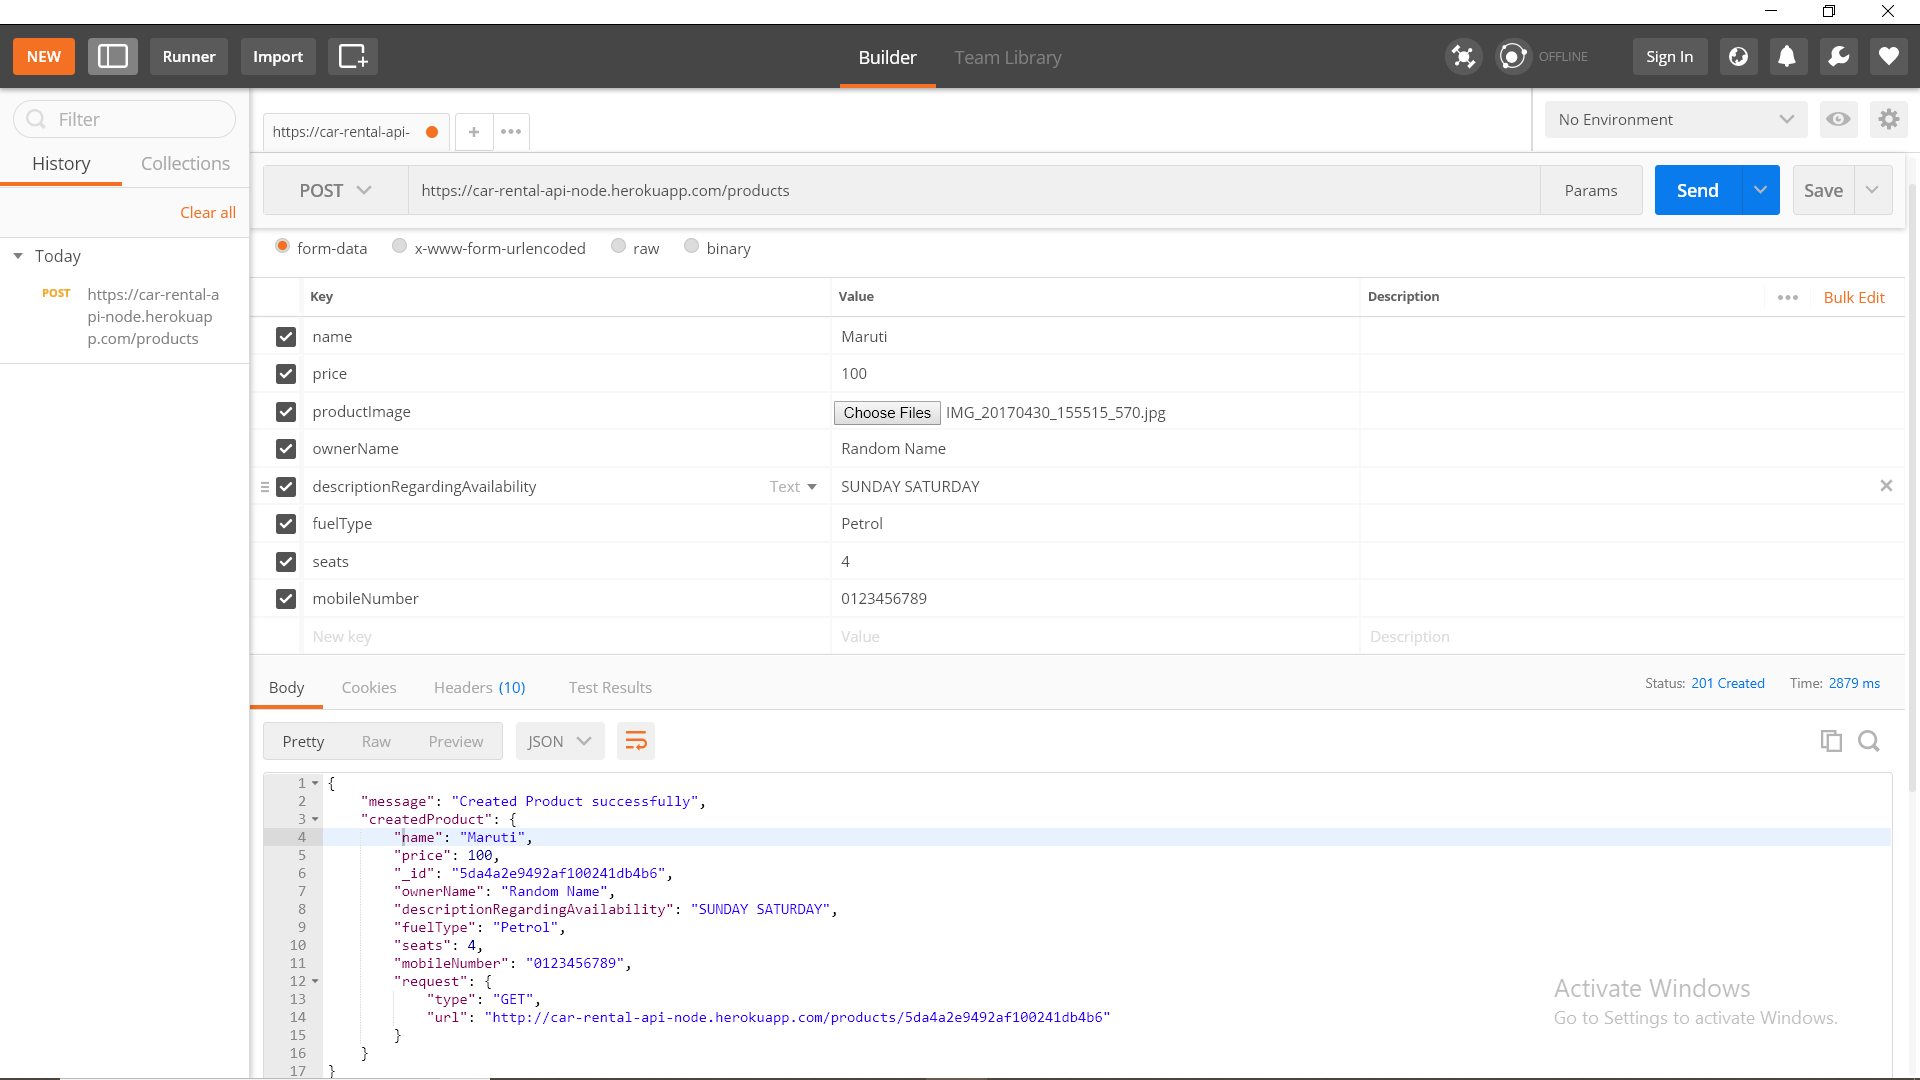 NEW
Runner
Import
Builder
Team Library
OFFLINE
Sign In
Filter
History
Collections
Clear all
Today
POST
https://car-rental-a
pi-node.herokuap
p.com/products
https://car-rental-api-
No Environment
POST
https://car-rental-api-node.herokuapp.com/products
Params
Send
Save
form-data
x-www-form-urlencoded
raw
binary
Key Value Description Bulk Edit
name Maruti
price 100
productImage Choose Files IMG_20170430_155515_570.jpg
ownerName Random Name
descriptionRegardingAvailability Text SUNDAY SATURDAY
fuelType Petrol
seats 4
mobileNumber 0123456789
New key Value Description
Body Cookies Headers (10) Test Results Status: 201 Created Time: 2879 ms
Pretty Raw Preview JSON
1 {
2 "message": "Created Product successfully",
3 "createdProduct": {
4 "name": "Maruti",
5 "price": 100,
6 "_id": "5da4a2e9492af100241db4b6",
7 "ownerName": "Random Name",
8 "descriptionRegardingAvailability": "SUNDAY SATURDAY",
9 "fuelType": "Petrol",
10 "seats": 4,
11 "mobileNumber": "0123456789",
12 "request": {
13 "type": "GET",
14 "url": "http://car-rental-api-node.herokuapp.com/products/5da4a2e9492af100241db4b6"
15 }
16 }
17 }
Activate Windows
Go to Settings to activate Windows.